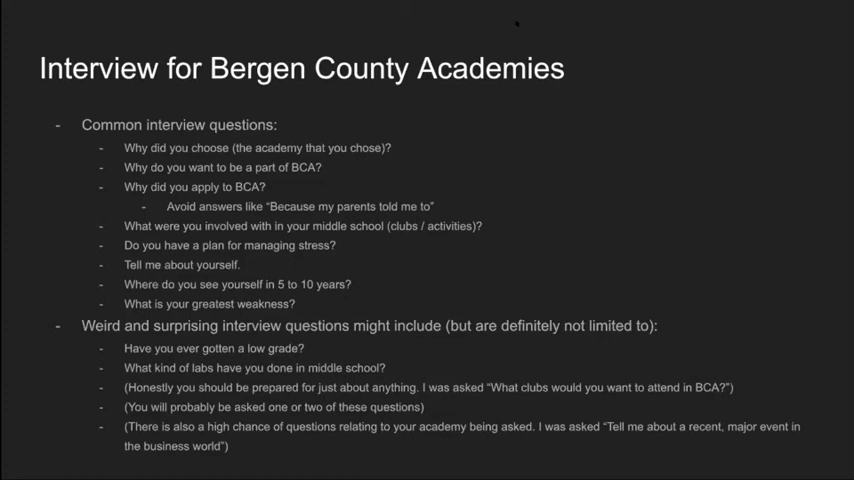 Interview for Bergen County Academies
- Common interview questions:
- Why did you choose (the academy that you chose)?
- Why do you want to be a part of BCA?
- Why did you apply to BCA?
- Avoid answers like “Because my parents told me to”
- What were you involved with in your middle school (clubs / activities)?
- Do you have a plan for managing stress?
- Tell me about yourself.
- Where do you see yourself in 5 to 10 years?
- What is your greatest weakness?
- Weird and surprising interview questions might include (but are definitely not limited to):
- Have you ever gotten a low grade?
- What kind of labs have you done in middle school?
- (Honestly you should be prepared for just about anything. I was asked “What clubs would you want to attend in BCA?”)
- (You will probably be asked one or two of these questions)
- (There is also a high chance of questions relating to your academy being asked. I was asked “Tell me about a recent, major event in
the business world”)